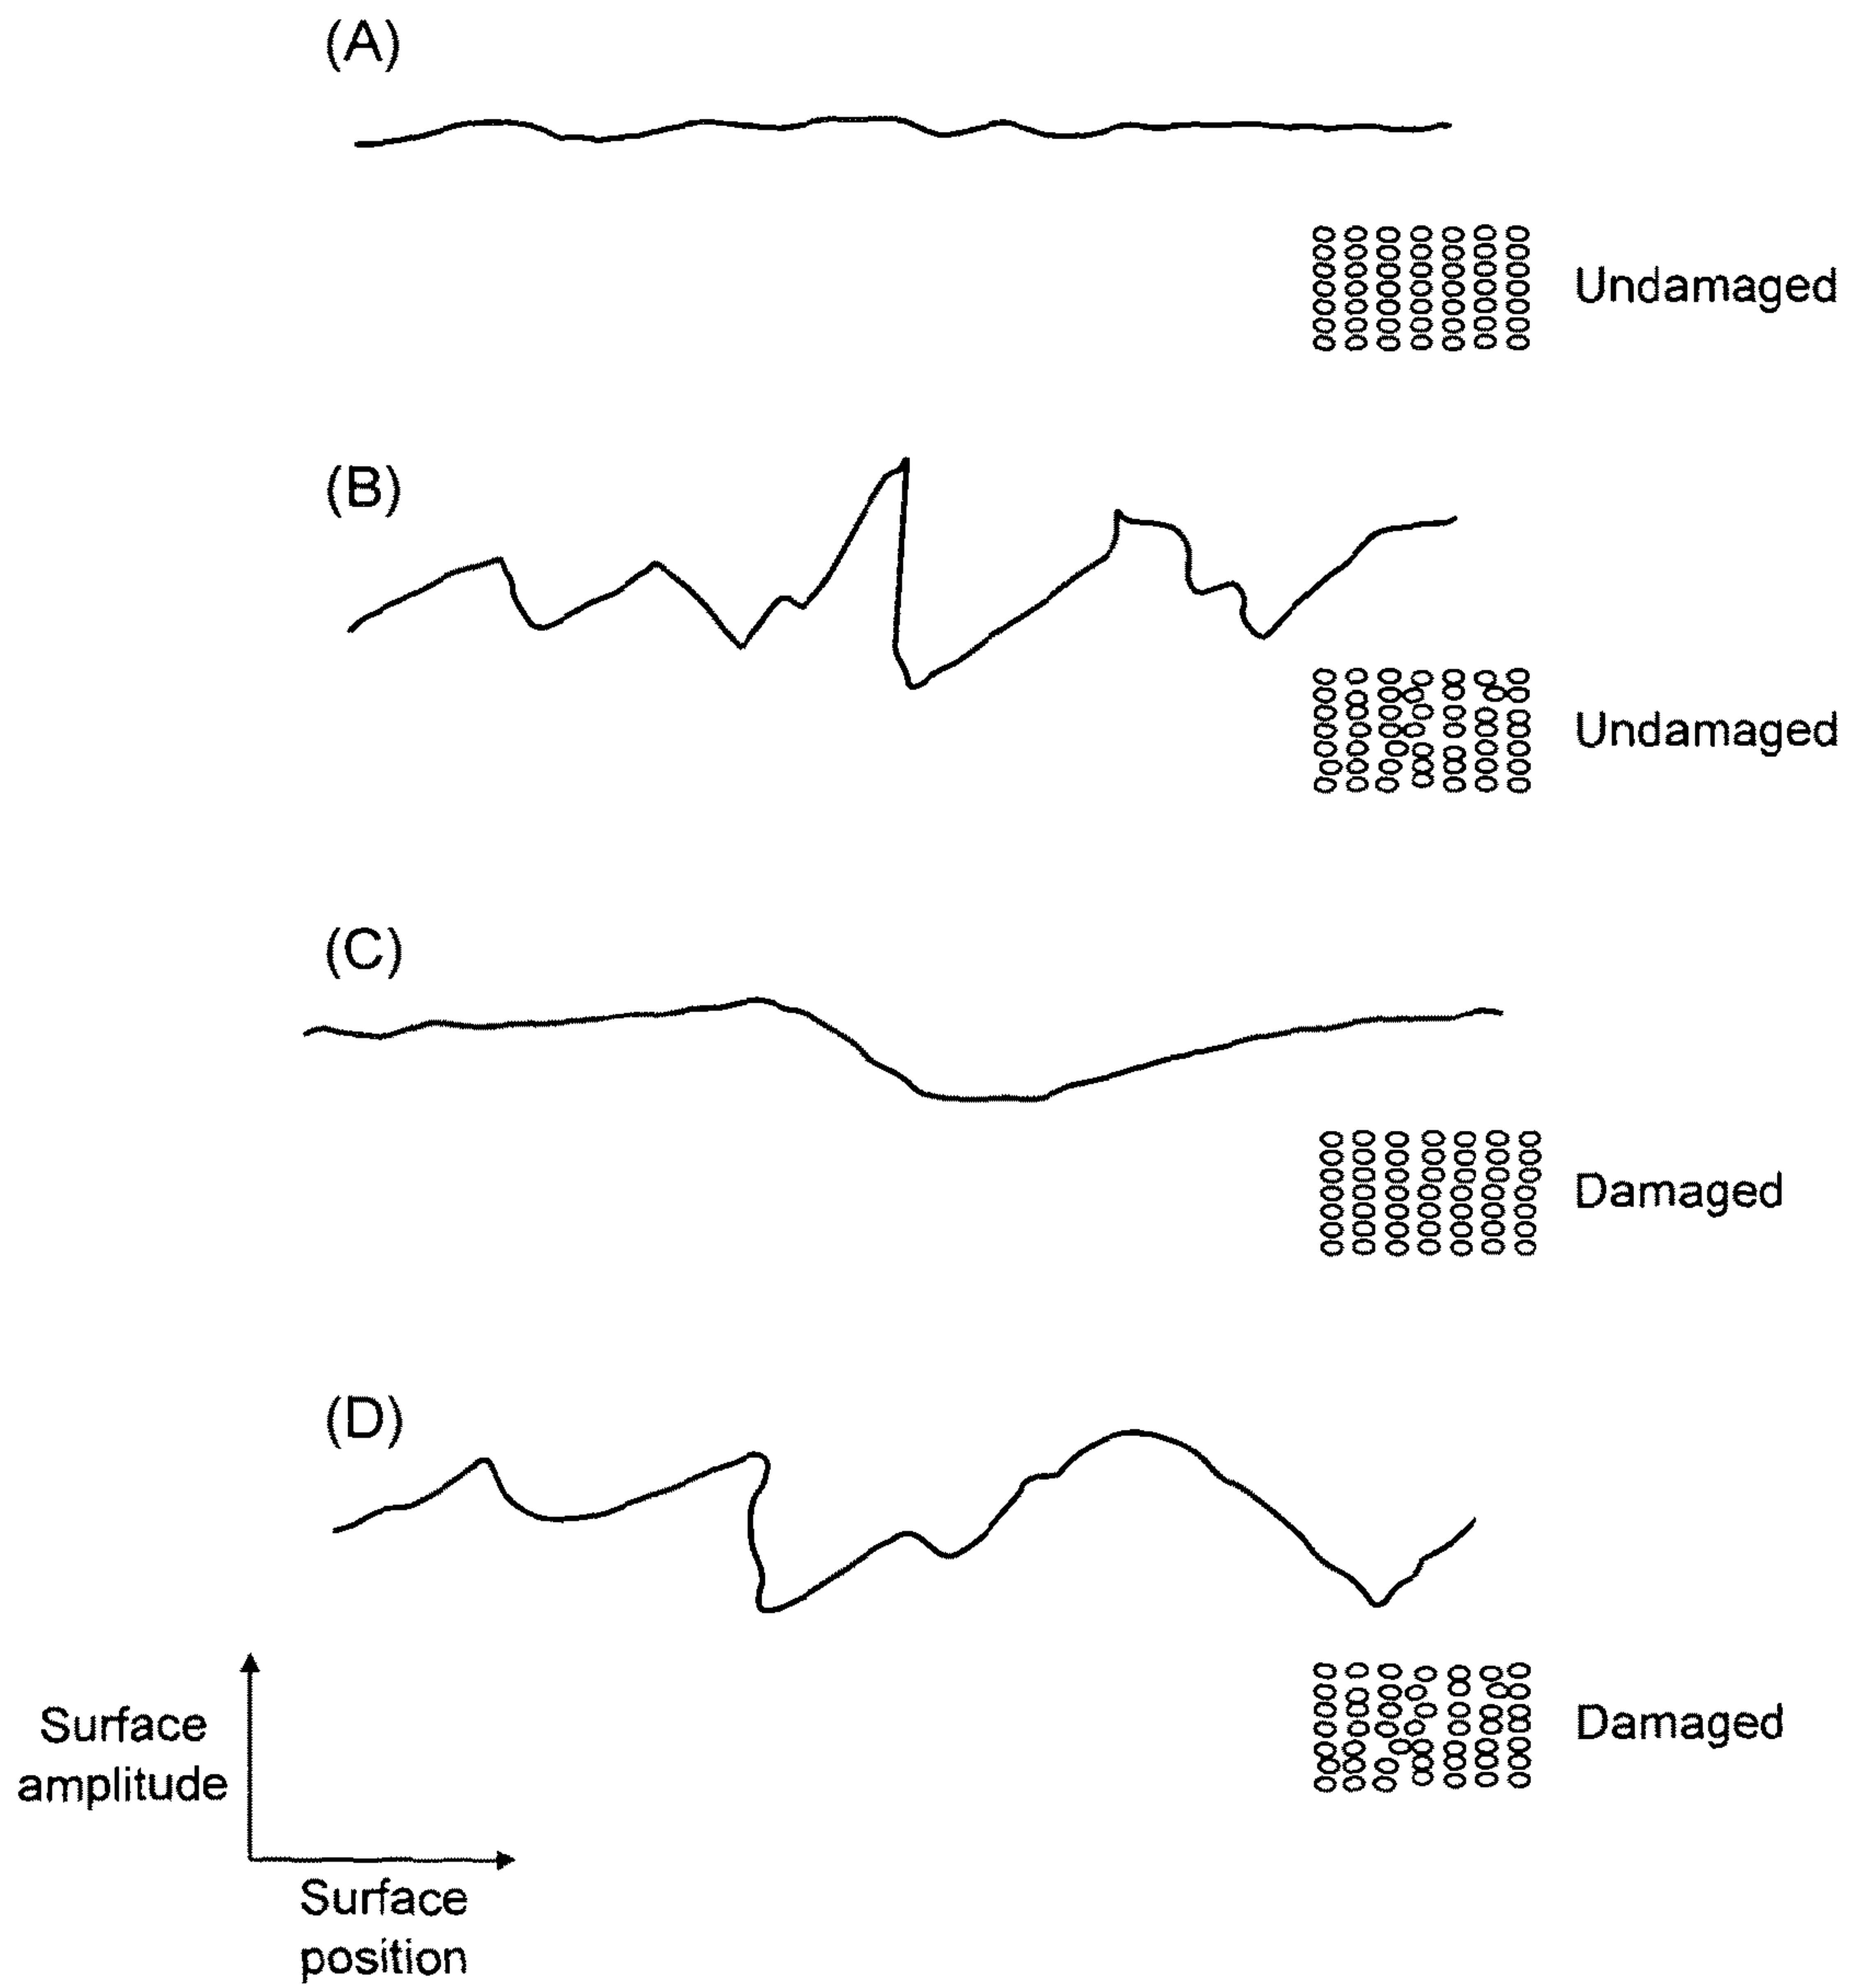 (A)
Undamaged
(B)
Undamaged
(C)
Damaged
(D)
Damaged
Surface
amplitude
Surface
position